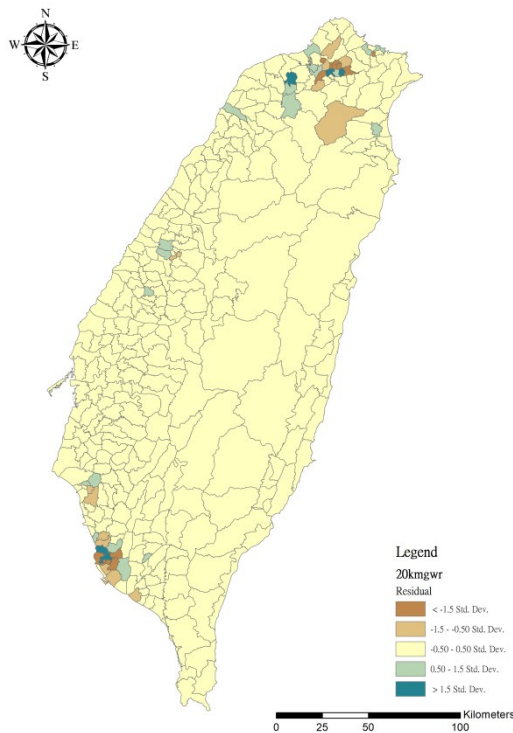 N
W E
S
Legend
20kmgwr
Residual
< -1.5 Std. Dev.
-1.5 - -0.50 Std. Dev.
-0.50 - 0.50 Std. Dev.
0.50 - 1.5 Std. Dev.
> 1.5 Std. Dev.
Kilometers
0 25 50 100